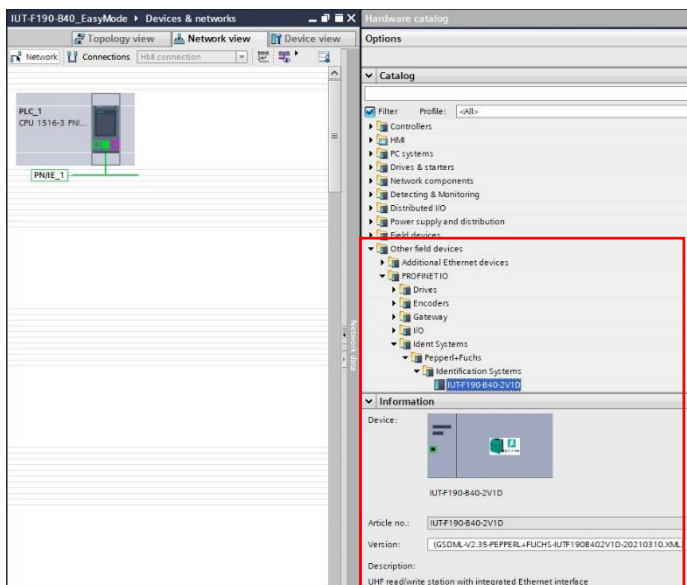 IUT-F190-B40_EasyMode ▸ Devices & networks
Topology view
Network view
Device view
Network
Connections
HMI connection
PLC_1
CPU 1516-3 PN/...
PN/IE_1
Network data
Hardware catalog
Options
Catalog
Filter Profile: <All>
Controllers
HMI
PC systems
Drives & starters
Network components
Detecting & Monitoring
Distributed I/O
Power supply and distribution
Field devices
Other field devices
Additional Ethernet devices
PROFINET IO
Drives
Encoders
Gateway
I/O
Ident Systems
Pepperl+Fuchs
Identification Systems
IUT-F190-B40-2V1D
Information
Device:
IUT-F190-B40-2V1D
Article no.: IUT-F190-B40-2V1D
Version: (GSDML-V2.35-PEPPERL+FUCHS-IUTF190B402V1D-20210310.XML)
Description:
UHF read/write station with integrated Ethernet interface